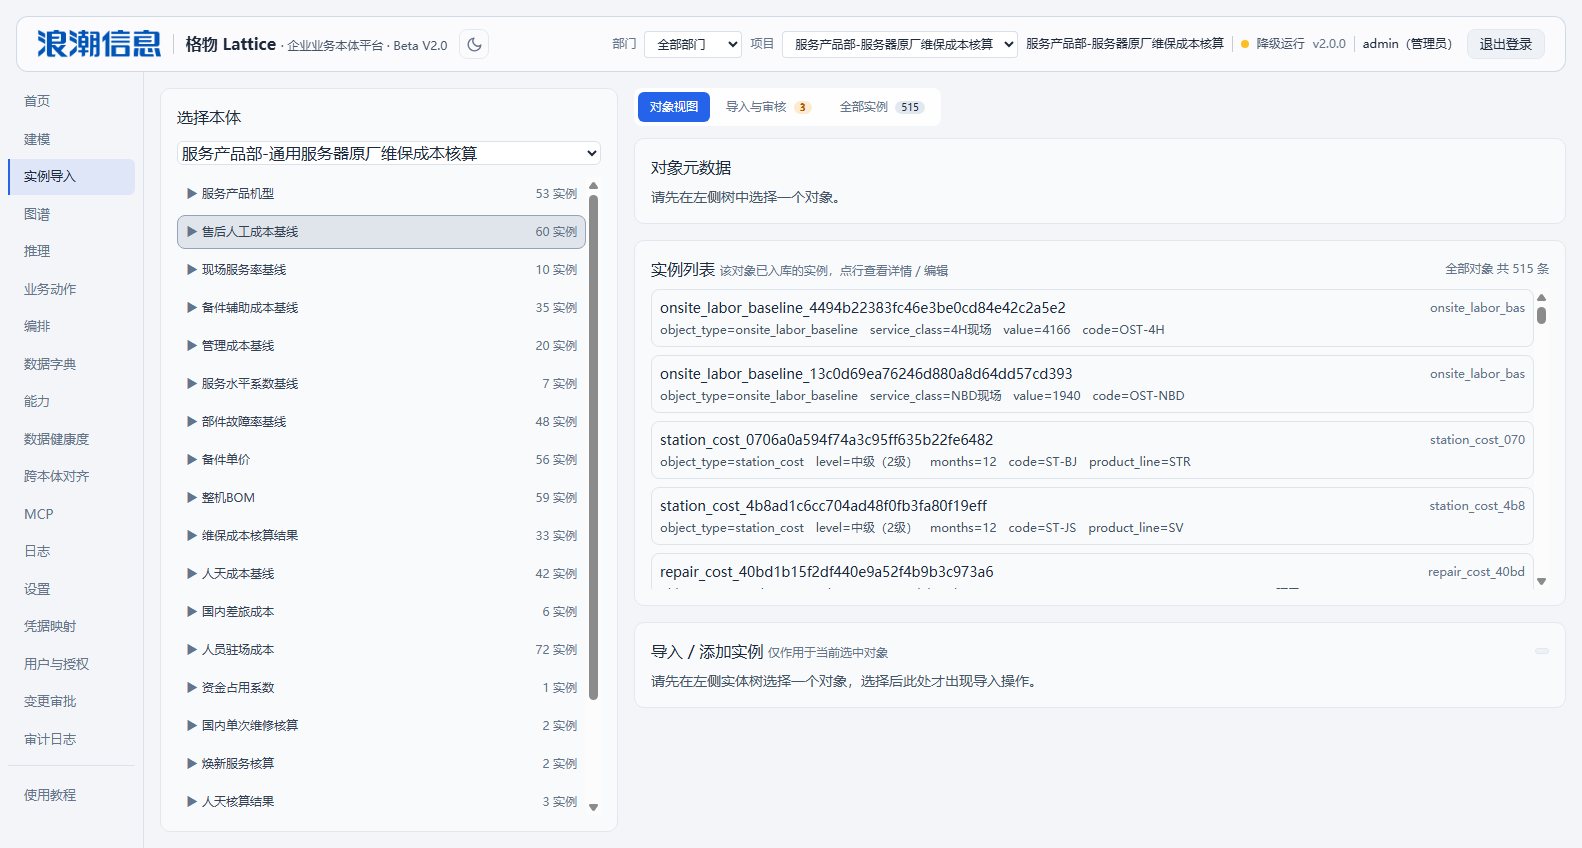 浪潮信息 格物 Lattice · 企业业务本体平台 · Beta V2.0 部门 全部部门 项目 服务产品部-服务器原厂维保成本核算 服务产品部-服务器原厂维保成本核算 降级运行 v2.0.0 admin（管理员） 退出登录
首页
建模
实例导入
图谱
推理
业务动作
编排
数据字典
能力
数据健康度
跨本体对齐
MCP
日志
设置
凭据映射
用户与授权
变更审批
审计日志
使用教程
选择本体
服务产品部-通用服务器原厂维保成本核算
▶ 服务产品机型 53 实例
▶ 售后人工成本基线 60 实例
▶ 现场服务率基线 10 实例
▶ 备件辅助成本基线 35 实例
▶ 管理成本基线 20 实例
▶ 服务水平系数基线 7 实例
▶ 部件故障率基线 48 实例
▶ 备件单价 56 实例
▶ 整机BOM 59 实例
▶ 维保成本核算结果 33 实例
▶ 人天成本基线 42 实例
▶ 国内差旅成本 6 实例
▶ 人员驻场成本 72 实例
▶ 资金占用系数 1 实例
▶ 国内单次维修核算 2 实例
▶ 焕新服务核算 2 实例
▶ 人天核算结果 3 实例
对象视图 导入与审核 3 全部实例 515
对象元数据
请先在左侧树中选择一个对象。
实例列表 该对象已入库的实例，点行查看详情 / 编辑 全部对象 共 515 条
onsite_labor_baseline_4494b22383fc46e3be0cd84e42c2a5e2 onsite_labor_bas
object_type=onsite_labor_baseline service_class=4H现场 value=4166 code=OST-4H
onsite_labor_baseline_13c0d69ea76246d880a8d64dd57cd393 onsite_labor_bas
object_type=onsite_labor_baseline service_class=NBD现场 value=1940 code=OST-NBD
station_cost_0706a0a594f74a3c95ff635b22fe6482 station_cost_070
object_type=station_cost level=中级（2级） months=12 code=ST-BJ product_line=STR
station_cost_4b8ad1c6cc704ad48f0fb3fa80f19eff station_cost_4b8
object_type=station_cost level=中级（2级） months=12 code=ST-JS product_line=SV
repair_cost_40bd1b15f2df440e9a52f4b9b3c973a6 repair_cost_40bd
导入 / 添加实例 仅作用于当前选中对象
请先在左侧实体树选择一个对象，选择后此处才出现导入操作。